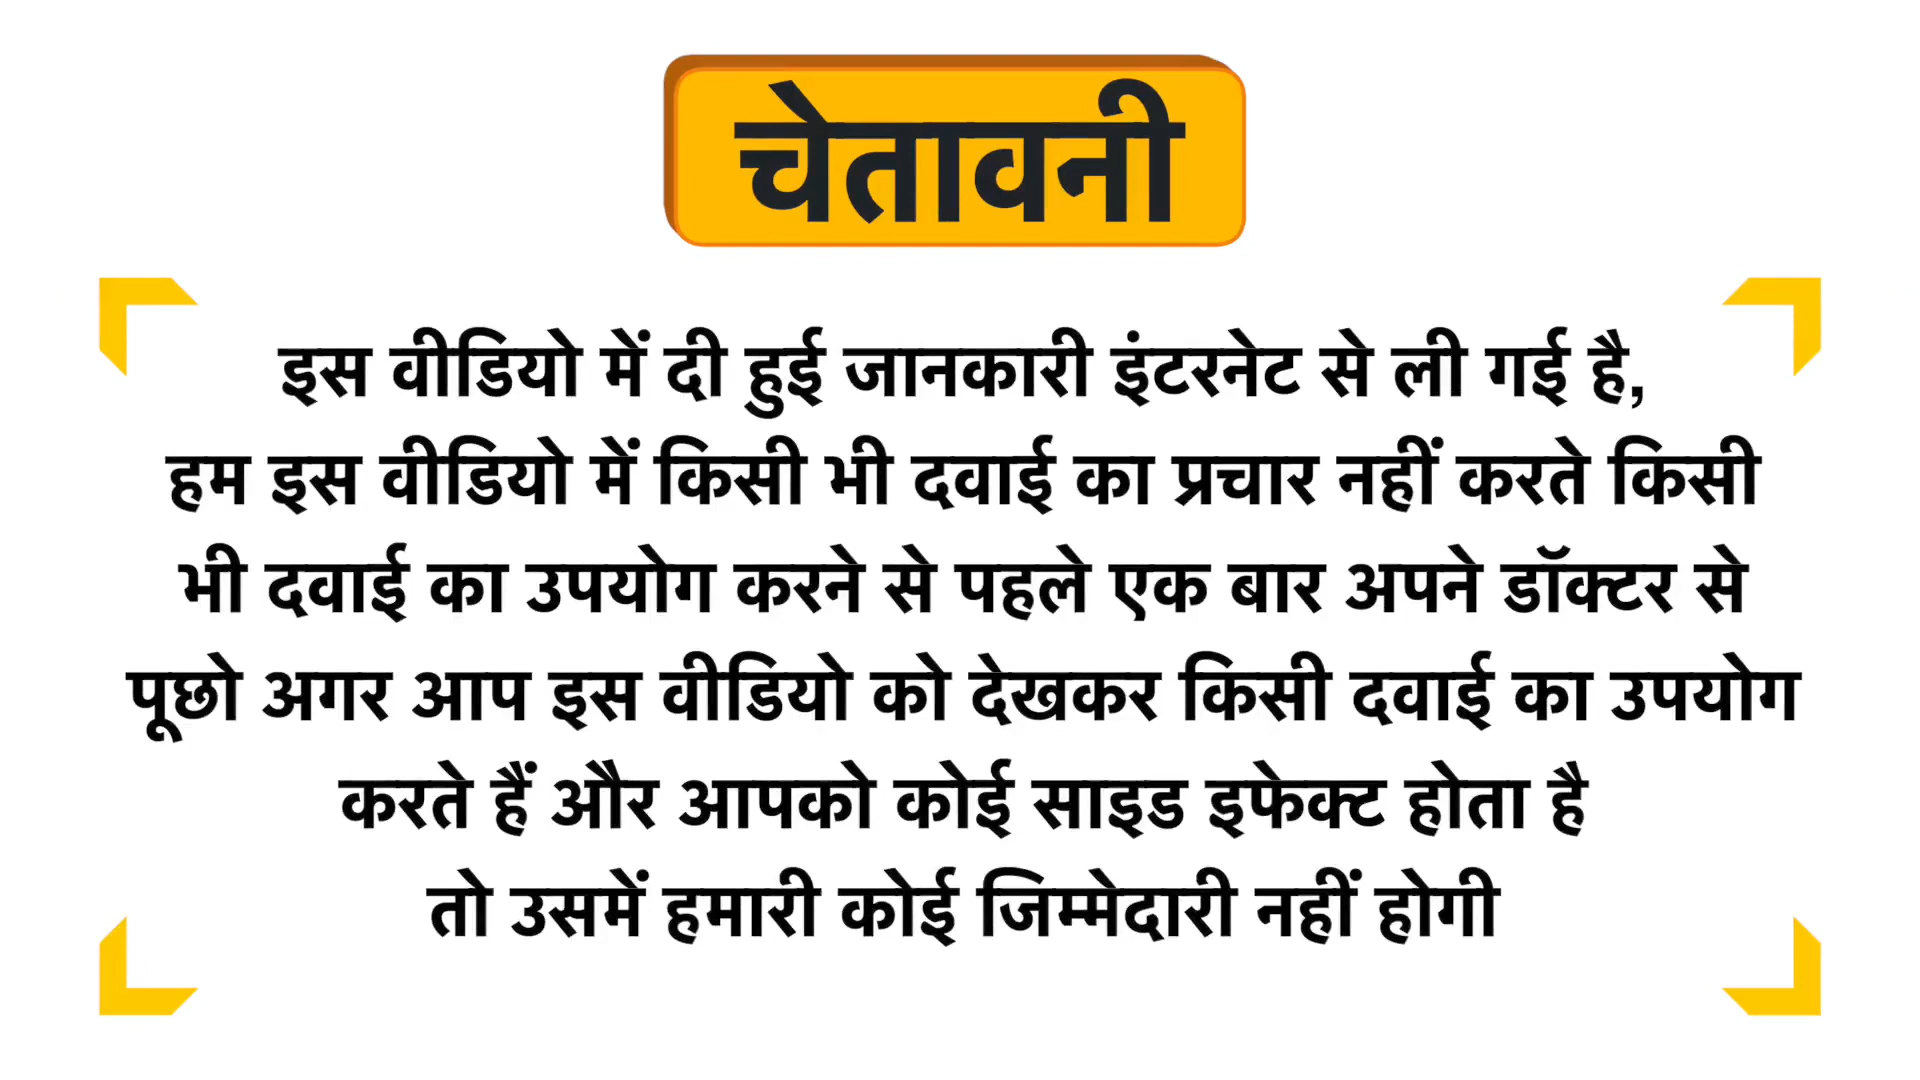 चेतावनी
इस वीडियो में दी हुई जानकारी इंटरनेट से ली गई है,
हम इस वीडियो में किसी भी दवाई का प्रचार नहीं करते किसी
भी दवाई का उपयोग करने से पहले एक बार अपने डॉक्टर से
पूछो अगर आप इस वीडियो को देखकर किसी दवाई का उपयोग
करते हैं और आपको कोई साइड इफेक्ट होता है
तो उसमें हमारी कोई जिम्मेदारी नहीं होगी